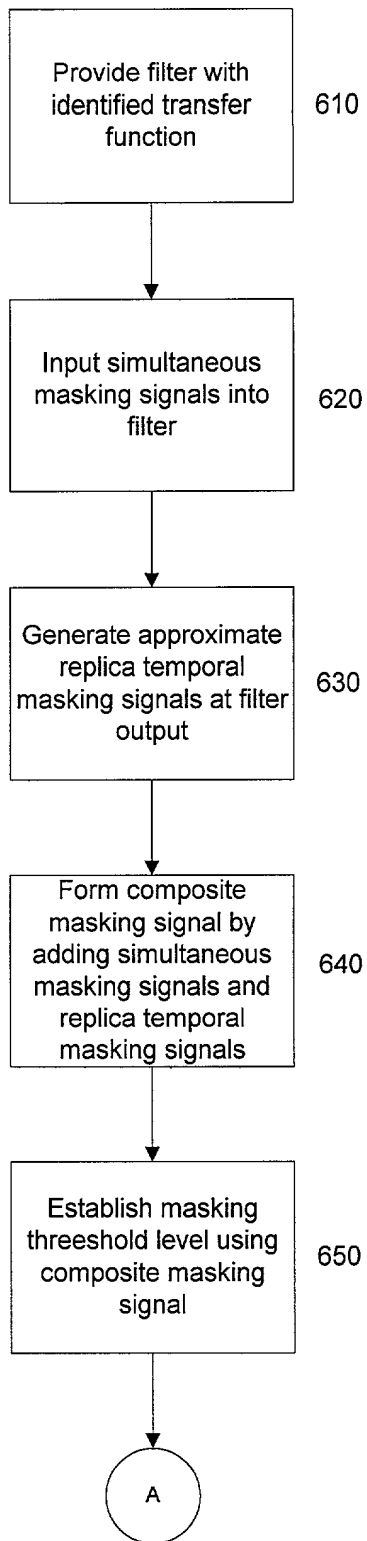 Provide filter with
identified transfer
function
610
Input simultaneous
masking signals into
filter
620
Generate approximate
replica temporal
masking signals at filter
output
630
Form composite
masking signal by
adding simultaneous
masking signals and
replica temporal
masking signals
640
Establish masking
threeshold level using
composite masking
signal
650
A